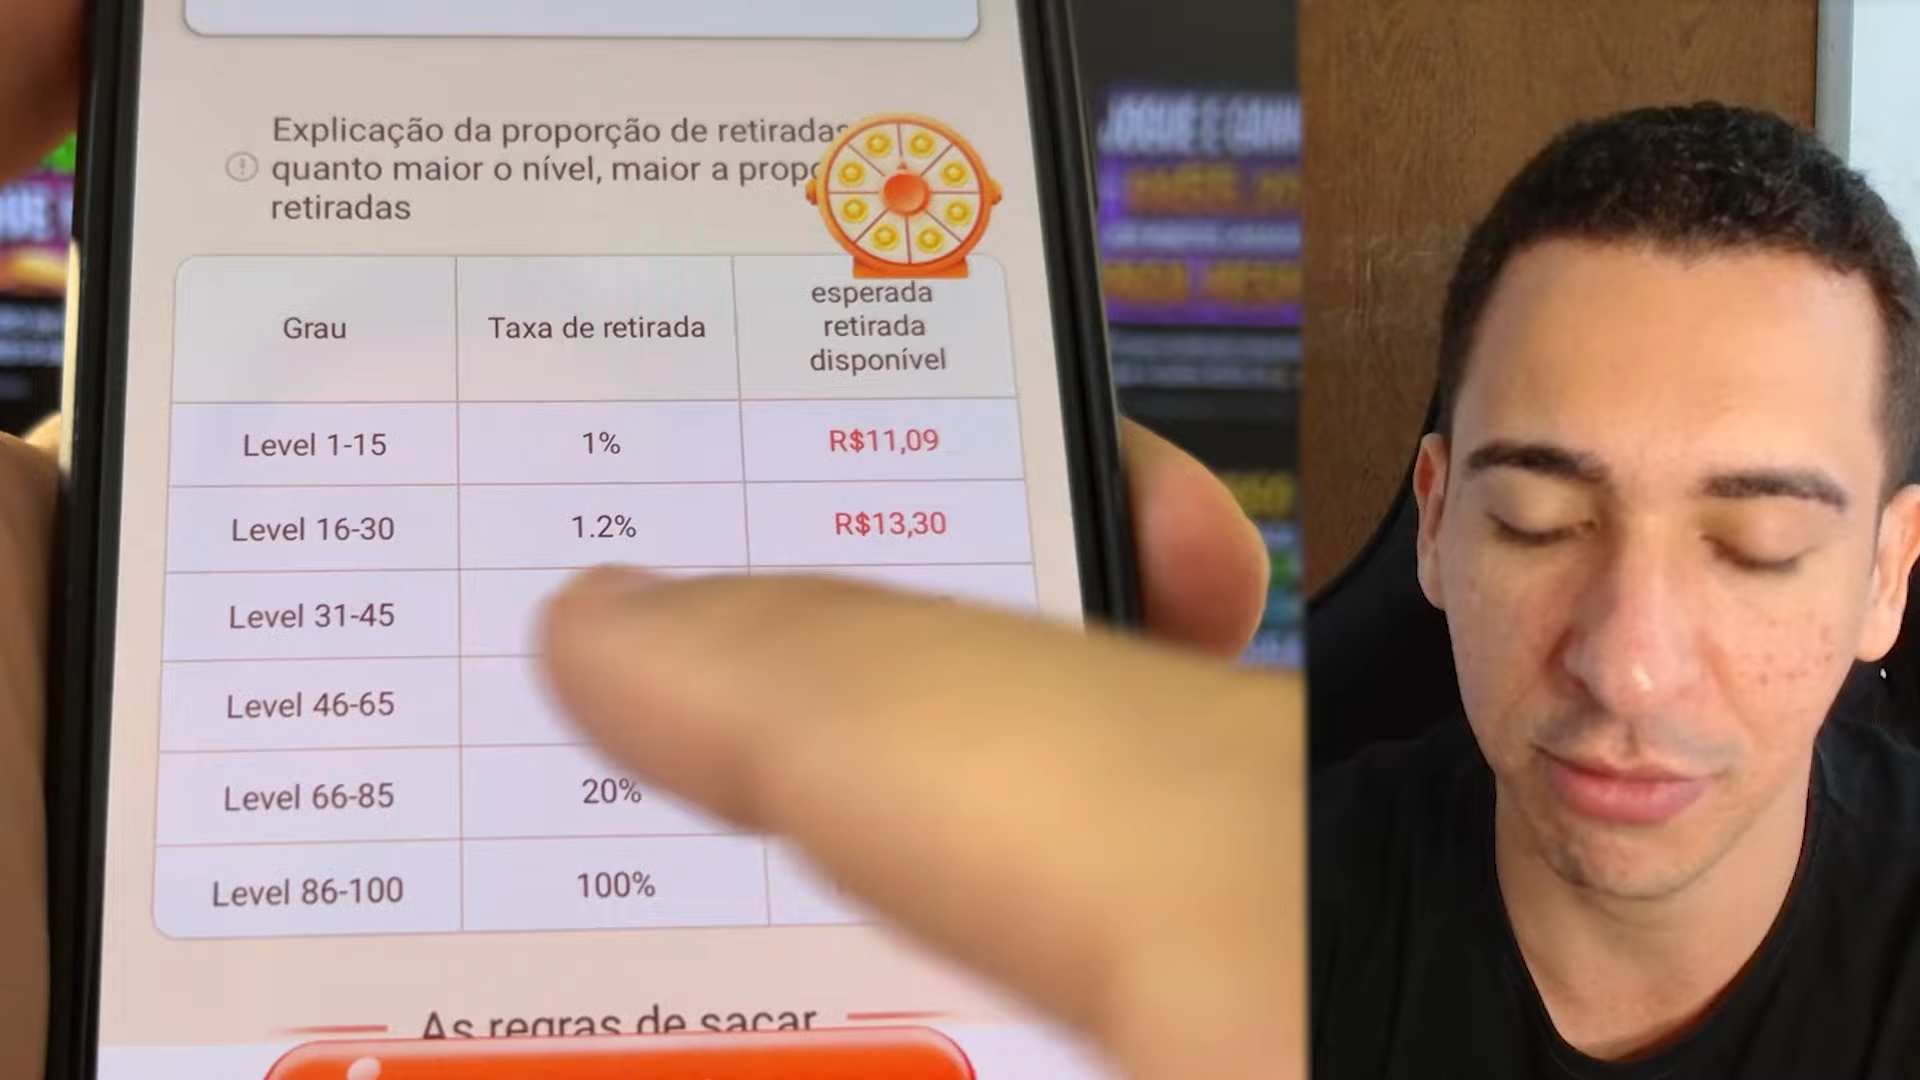 Explicação da proporção de retiradas
quanto maior o nível, maior a
retiradas
Grau
Taxa de retirada
esperada
retirada
disponível
Level 1-15
1%
R$11,09
Level 16-30
1.2%
R$13,30
Level 31-45
Level 46-65
Level 66-85
20%
Level 86-100
100%
As regras de sacar
JOGUE E GANHE